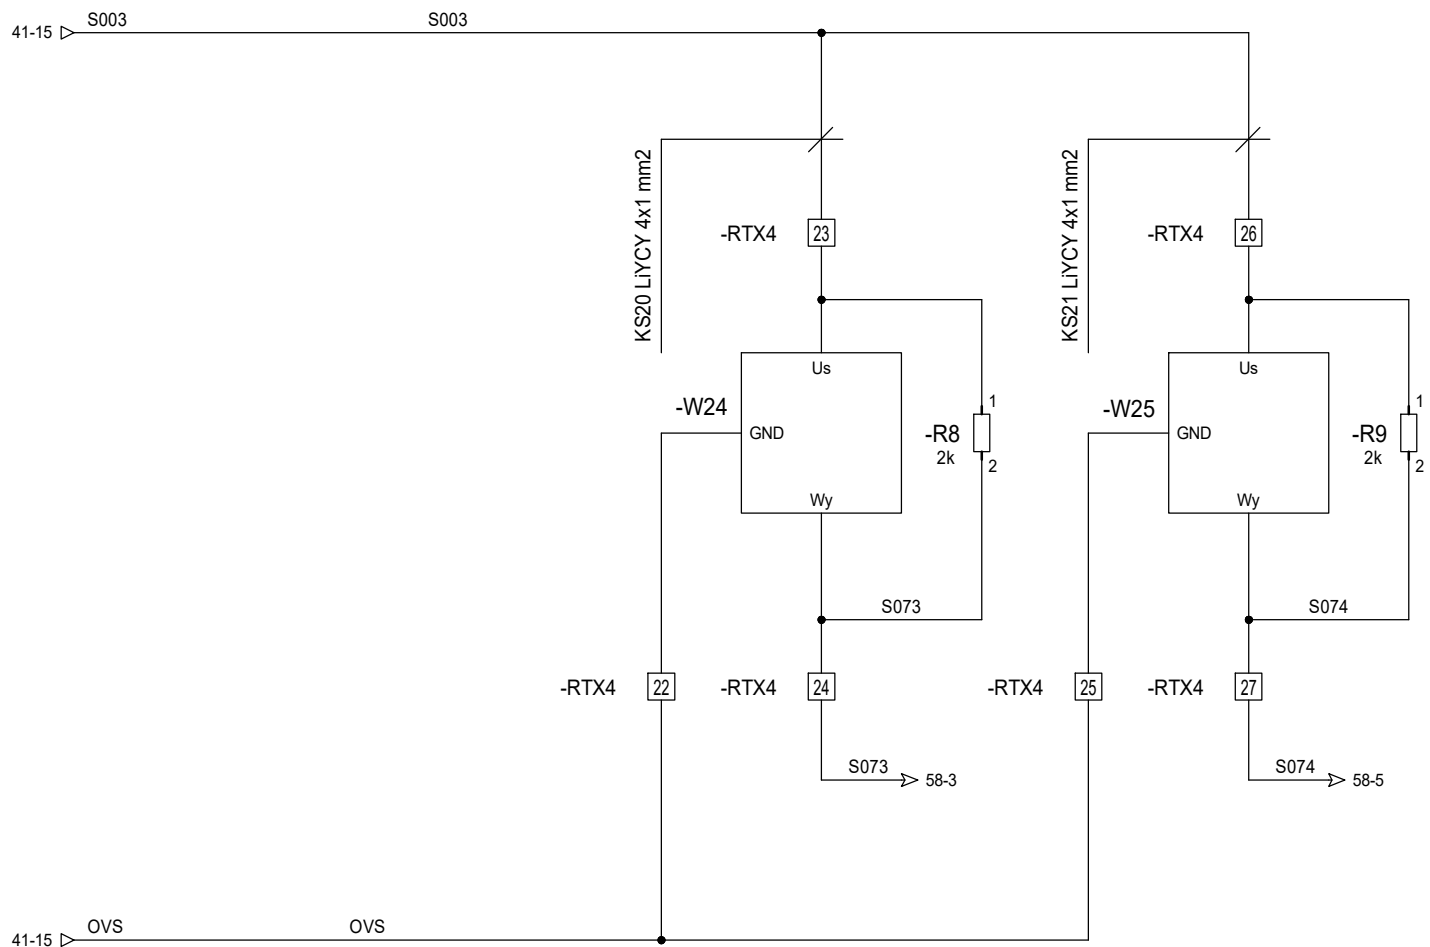 S003
S003
41-15
KS20 LiYCY 4x1 mm2
KS21 LiYCY 4x1 mm2
-RTX4
23
-RTX4
26
Us
Us
-W24
GND
-R8
2k
1
2
-W25
GND
-R9
2k
1
2
Wy
Wy
S073
S074
-RTX4
22
-RTX4
24
-RTX4
25
-RTX4
27
S073
58-3
S074
58-5
OVS
OVS
41-15